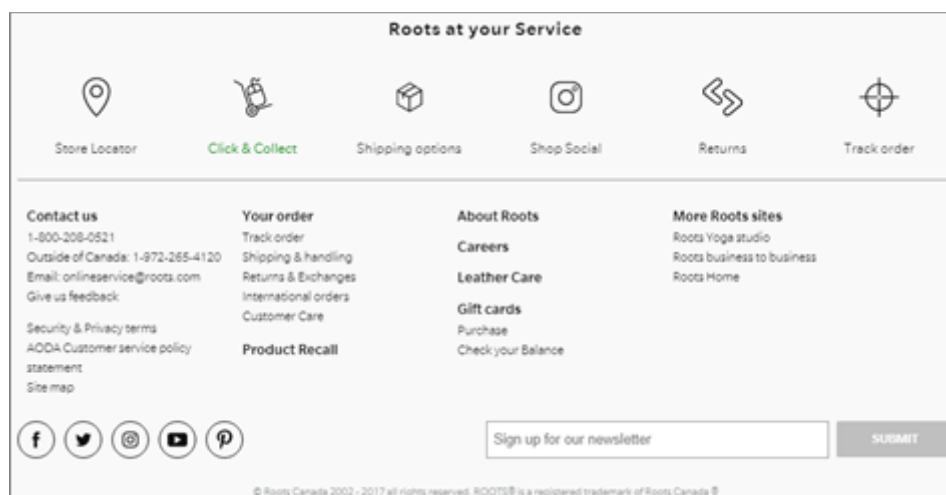 Roots at your Service
Store Locator
Click & Collect
Shipping options
Shop Social
Returns
Track order
Contact us
1-800-208-0521
Outside of Canada: 1-972-265-4120
Email: onlineservice@roots.com
Give us feedback
Security & Privacy terms
AODA Customer service policy
statement
Site map
Your order
Track order
Shipping & handling
Returns & Exchanges
International orders
Customer Care
Product Recall
About Roots
Careers
Leather Care
Gift cards
Purchase
Check your Balance
More Roots sites
Roots Yoga studio
Roots business to business
Roots Home
Sign up for our newsletter
SUBMIT
© Roots Canada 2002 - 2017 all rights reserved. ROOTS® is a registered trademark of Roots Canada ®